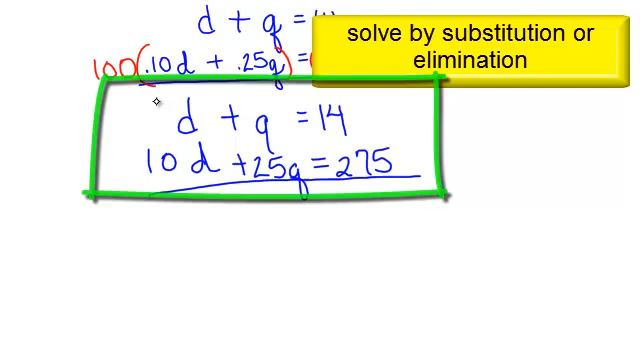 d + q = 14
solve by substitution or
elimination
100(.10d + .25q) =
d + q = 14
10d + 25q = 275